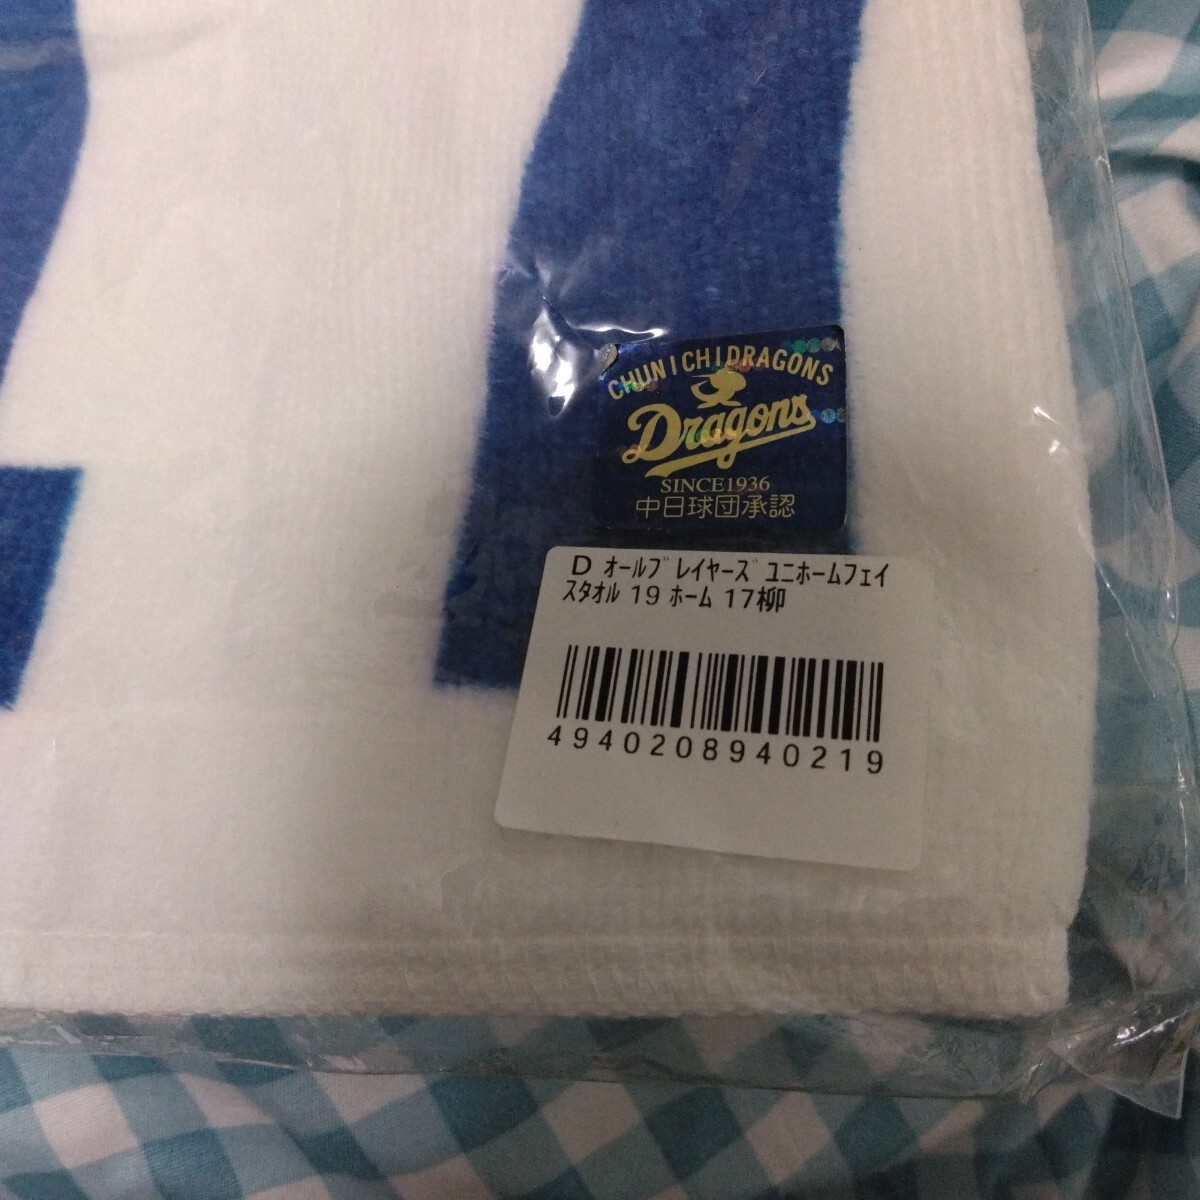 CHUNICHIDRAGONS
Dragons
SINCE1936
中日球団承認
D オールプレイヤーズ ユニホームフェイ
スタオル 19 ホーム 17柳
4940208940219